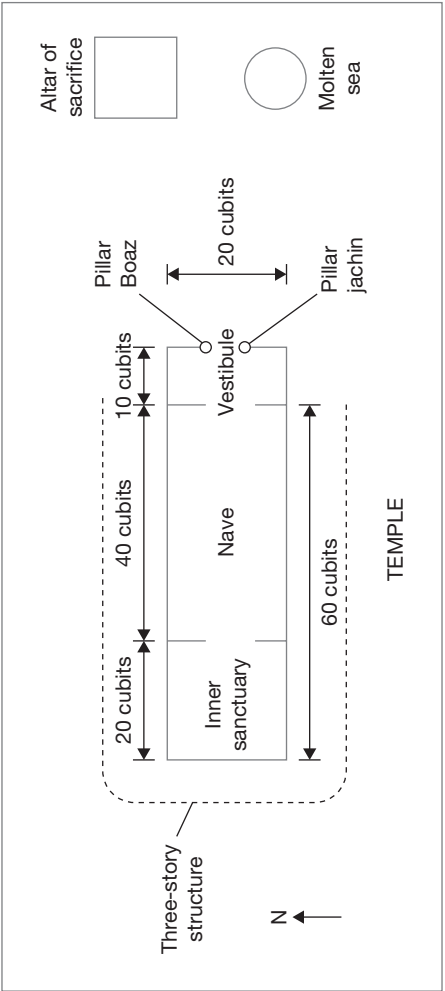 Altar of
sacrifice
Molten
sea
Pillar
Boaz
20 cubits
Pillar
jachin
10 cubits
Vestibule
40 cubits
Nave
60 cubits
TEMPLE
20 cubits
Inner
sanctuary
Three-story
structure
N